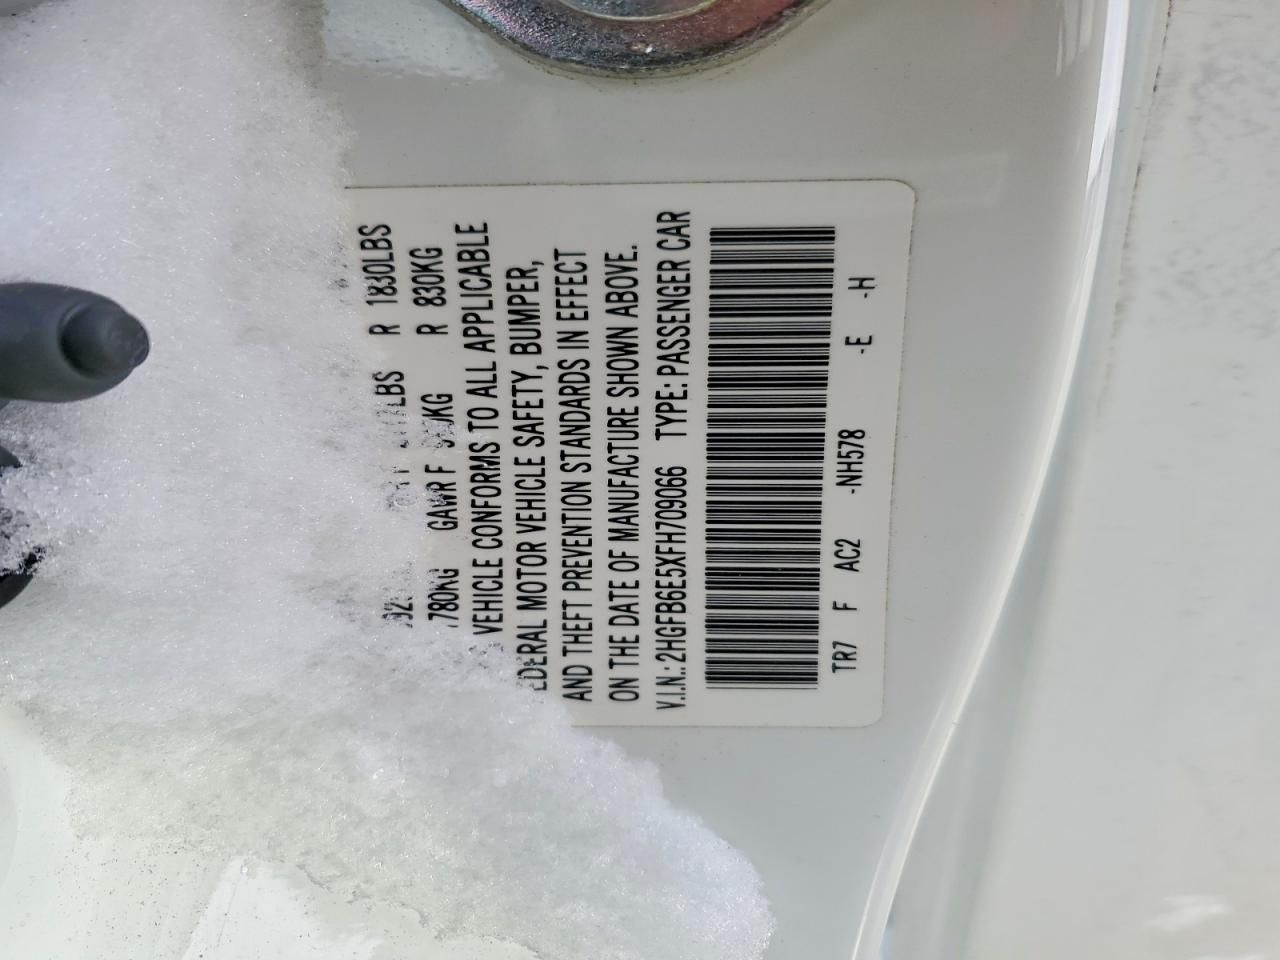 R 1830LBS
780KG GAWR F R 830KG
VEHICLE CONFORMS TO ALL APPLICABLE
EDERAL MOTOR VEHICLE SAFETY, BUMPER,
AND THEFT PREVENTION STANDARDS IN EFFECT
ON THE DATE OF MANUFACTURE SHOWN ABOVE.
V.I.N.: 2HGFB6E5XFH709066 TYPE: PASSENGER CAR
TR7 F AC2 -NH578 -E -H